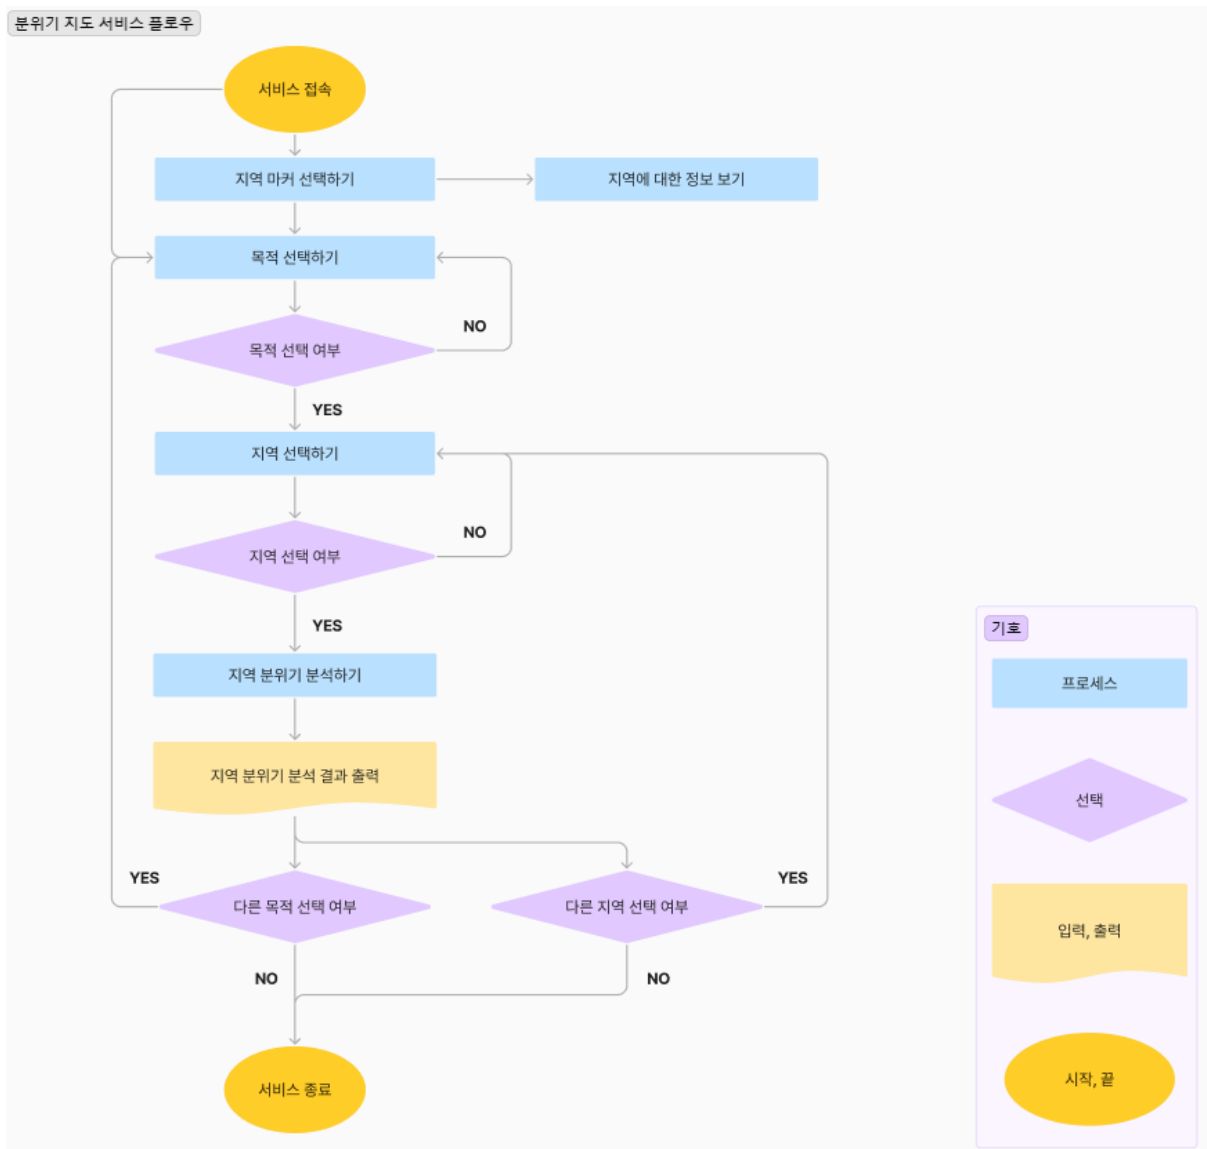 분위기 지도 서비스 플로우
서비스 접속
지역 마커 선택하기
지역에 대한 정보 보기
목적 선택하기
NO
목적 선택 여부
YES
지역 선택하기
NO
지역 선택 여부
YES
지역 분위기 분석하기
지역 분위기 분석 결과 출력
YES
다른 목적 선택 여부
다른 지역 선택 여부
YES
NO
NO
서비스 종료
기호
프로세스
선택
입력, 출력
시작, 끝